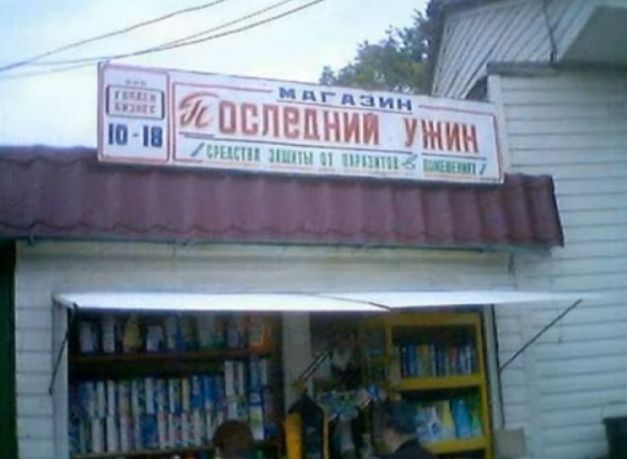 ГОЛДЕН
БИЗНЕС
10-18
МАГАЗИН
ПОСЛЕДНИЙ УЖИН
/СРЕДСТВА ЗАЩИТЫ ОТ ПАРАЗИТОВ В ПОМЕЩЕНИИ/